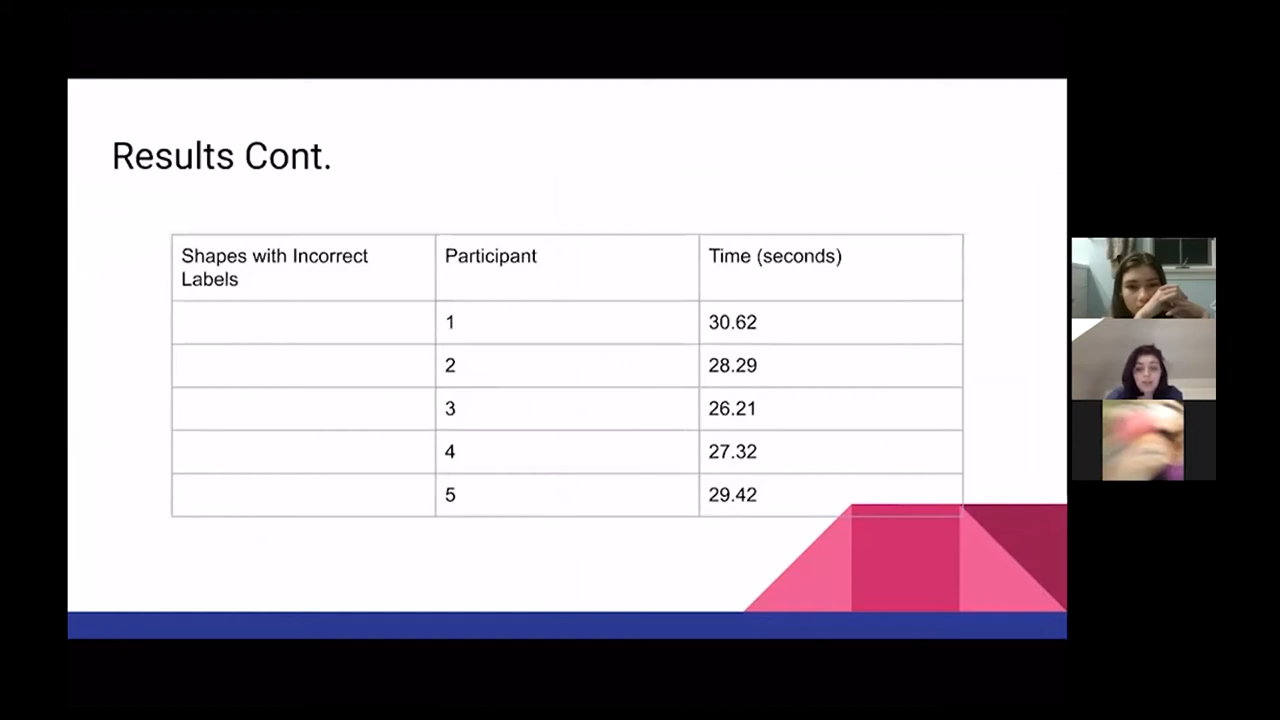 Results Cont.
Shapes with Incorrect
Labels
Participant
Time (seconds)
1
30.62
2
28.29
3
26.21
4
27.32
5
29.42